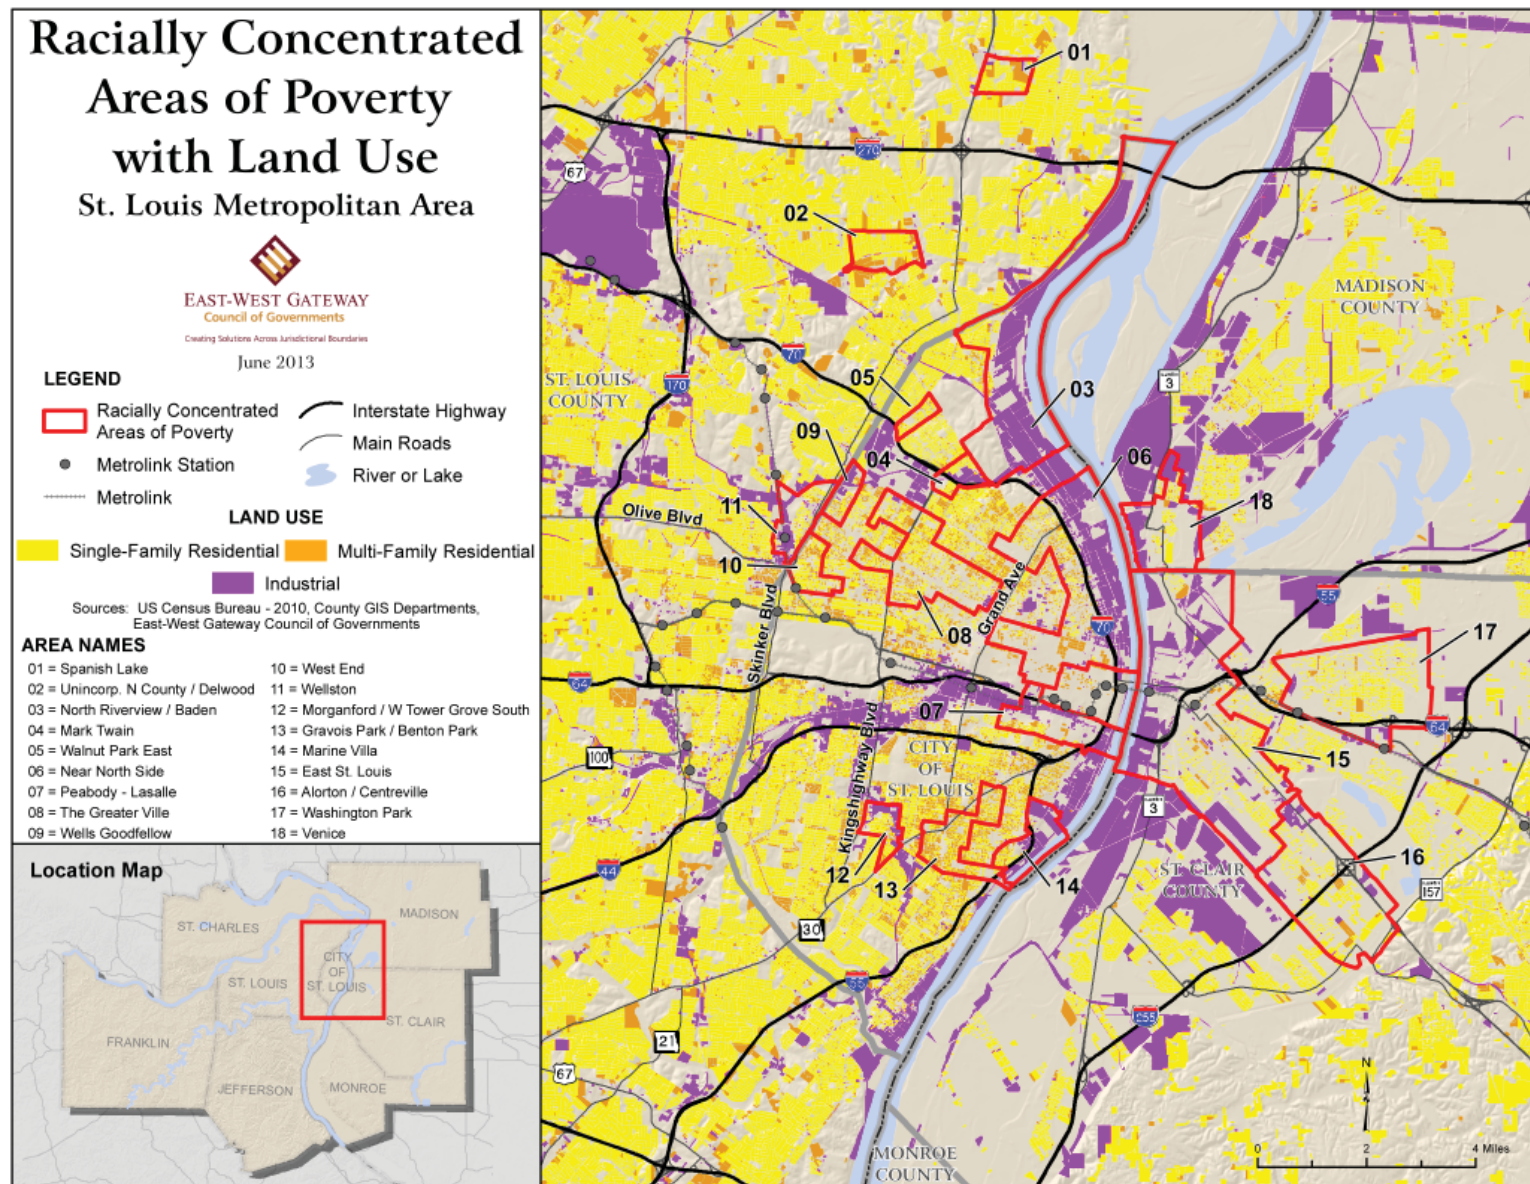 Racially Concentrated
Areas of Poverty
with Land Use
St. Louis Metropolitan Area
EAST-WEST GATEWAY
Council of Governments
Creating Solutions Across Jurisdictional Boundaries
June 2013
LEGEND
Racially Concentrated
Areas of Poverty
Interstate Highway
Main Roads
Metrolink Station
River or Lake
Metrolink
LAND USE
Single-Family Residential
Multi-Family Residential
Industrial
Sources: US Census Bureau - 2010, County GIS Departments,
East-West Gateway Council of Governments
AREA NAMES
01 = Spanish Lake
02 = Unincorp. N County / Delwood
03 = North Riverview / Baden
04 = Mark Twain
05 = Walnut Park East
06 = Near North Side
07 = Peabody - Lasalle
08 = The Greater Ville
09 = Wells Goodfellow
10 = West End
11 = Wellston
12 = Morganford / W Tower Grove South
13 = Gravois Park / Benton Park
14 = Marine Villa
15 = East St. Louis
16 = Alorton / Centreville
17 = Washington Park
18 = Venice
Location Map
ST. CHARLES
MADISON
CITY
OF
ST. LOUIS
ST. LOUIS
ST. CLAIR
FRANKLIN
JEFFERSON
MONROE
01
270
67
02
MADISON
COUNTY
70
ST. LOUIS
COUNTY
170
05
3
03
09
04
06
11
18
Olive Blvd
10
55
Skinker Blvd
08
Grand Ave
70
17
64
07
64
Kingshighway Blvd
CITY
OF
ST. LOUIS
100
15
3
44
12
13
14
ST. CLAIR
COUNTY
16
157
30
55
255
21
67
N
MONROE
COUNTY
0 2 4 Miles